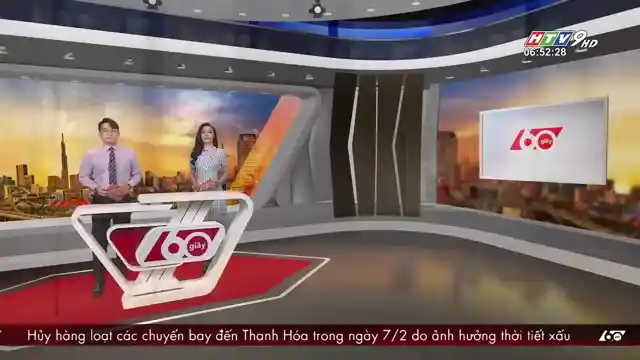 HTV9 HD
06:52:28
60 giây
60 giây
Hủy hàng loạt các chuyến bay đến Thanh Hóa trong ngày 7/2 do ảnh hưởng thời tiết xấu
60